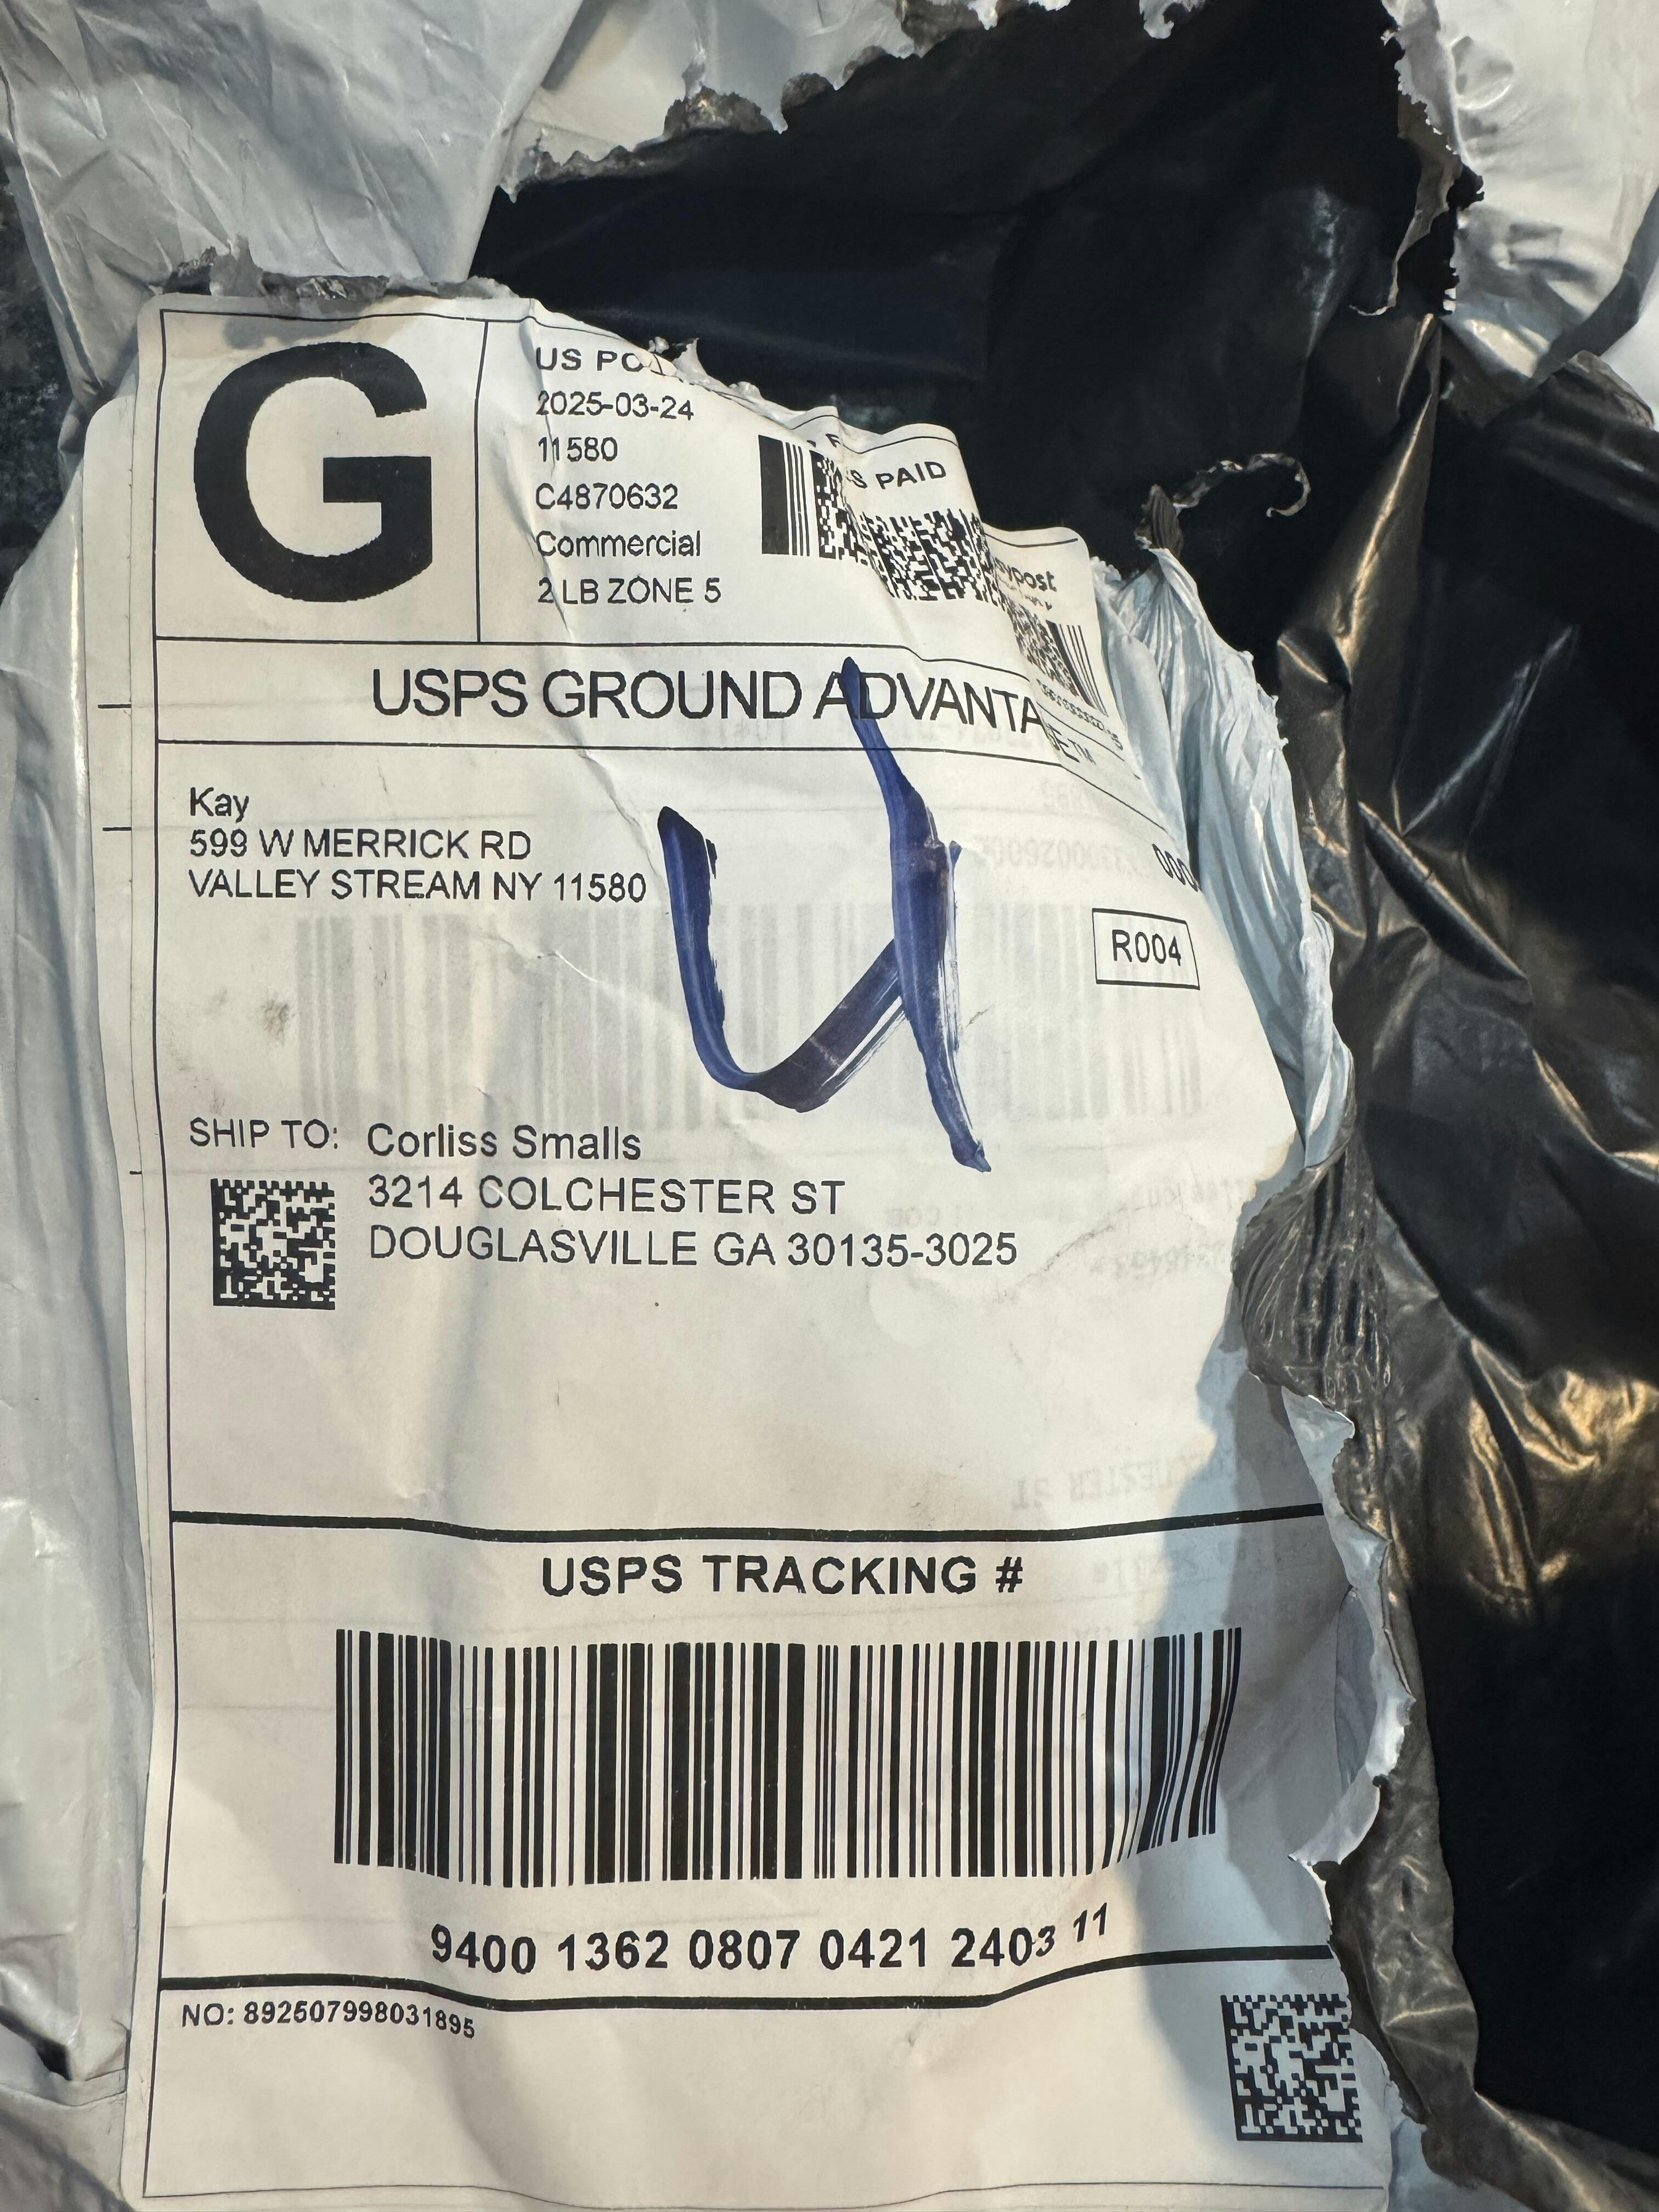 G
US
2025-03-24
11580
C4870632
Commercial
2 LB ZONE 5
PAID
USPS GROUND
Kay
599 W MERRICK RD
VALLEY STREAM NY 11580
R004
SHIP TO: Corliss Smalls
3214 COLCHESTER ST
DOUGLASVILLE GA 30135-3025
USPS TRACKING #
9400 1362 0807 0421 2403 11
NO: 892507998031895